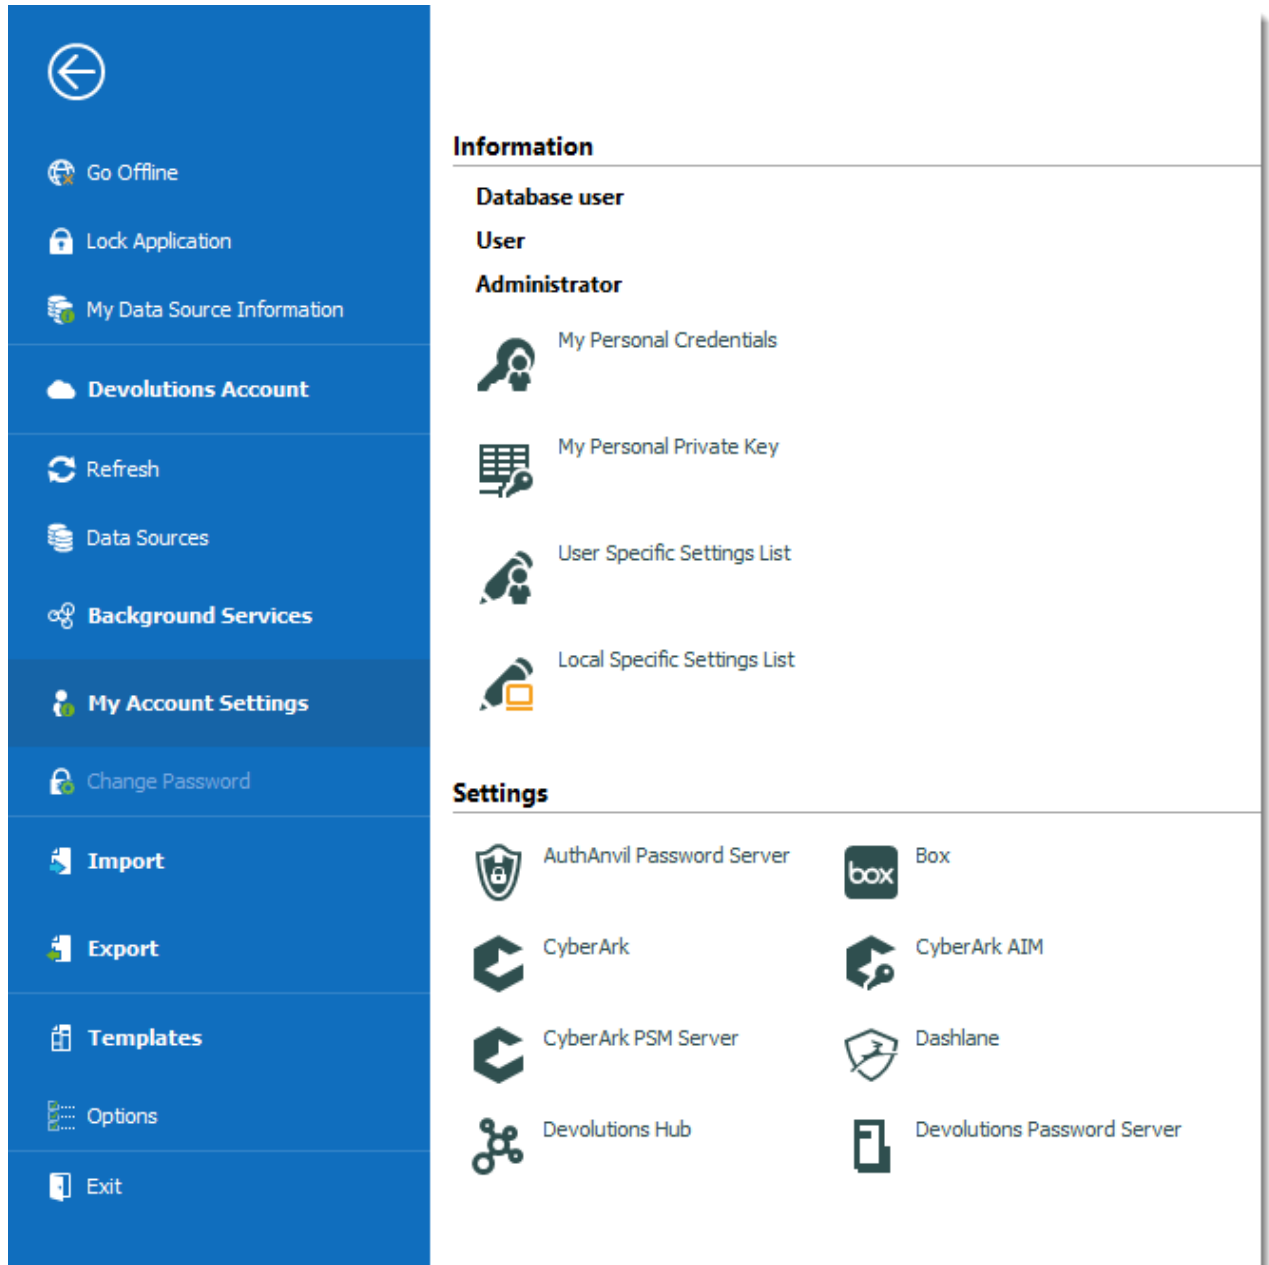 Go Offline
Lock Application
My Data Source Information
Devolutions Account
Refresh
Data Sources
Background Services
My Account Settings
Change Password
Import
Export
Templates
Options
Exit
Information
Database user
User
Administrator
My Personal Credentials
My Personal Private Key
User Specific Settings List
Local Specific Settings List
Settings
AuthAnvil Password Server
box
Box
CyberArk
CyberArk AIM
CyberArk PSM Server
Dashlane
Devolutions Hub
Devolutions Password Server